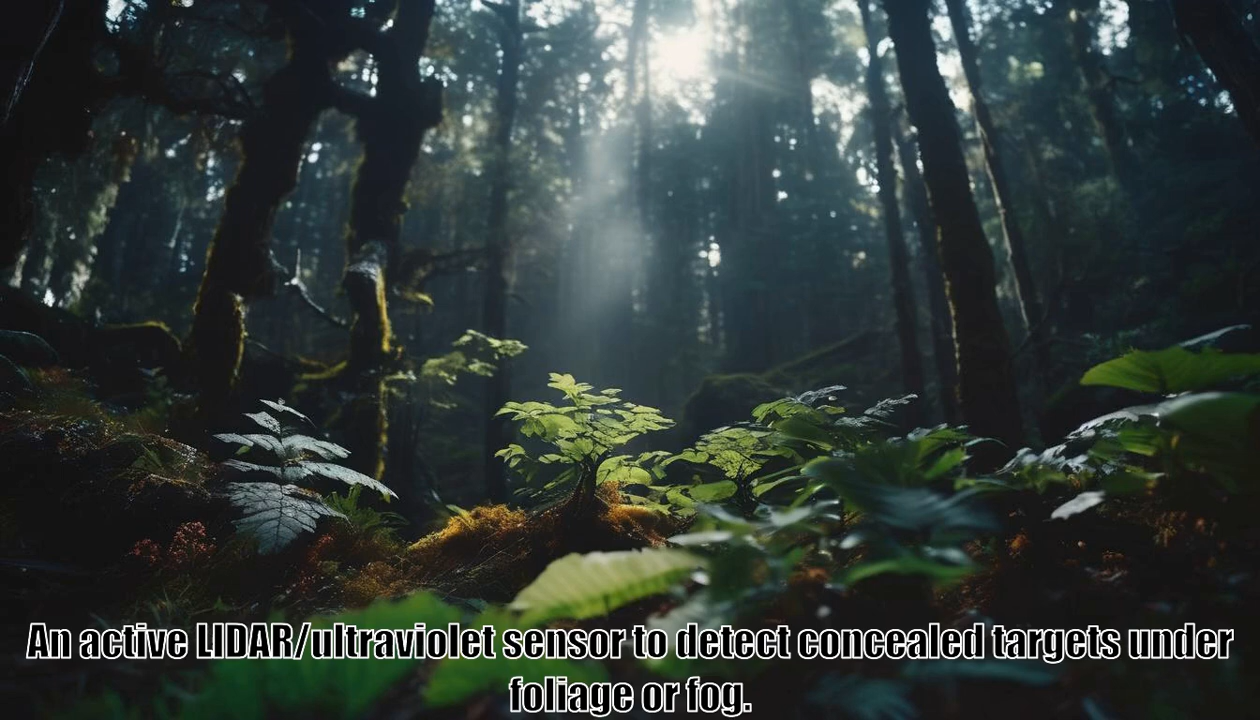 An active LIDAR/ultraviolet sensor to detect concealed targets under
foliage or fog.